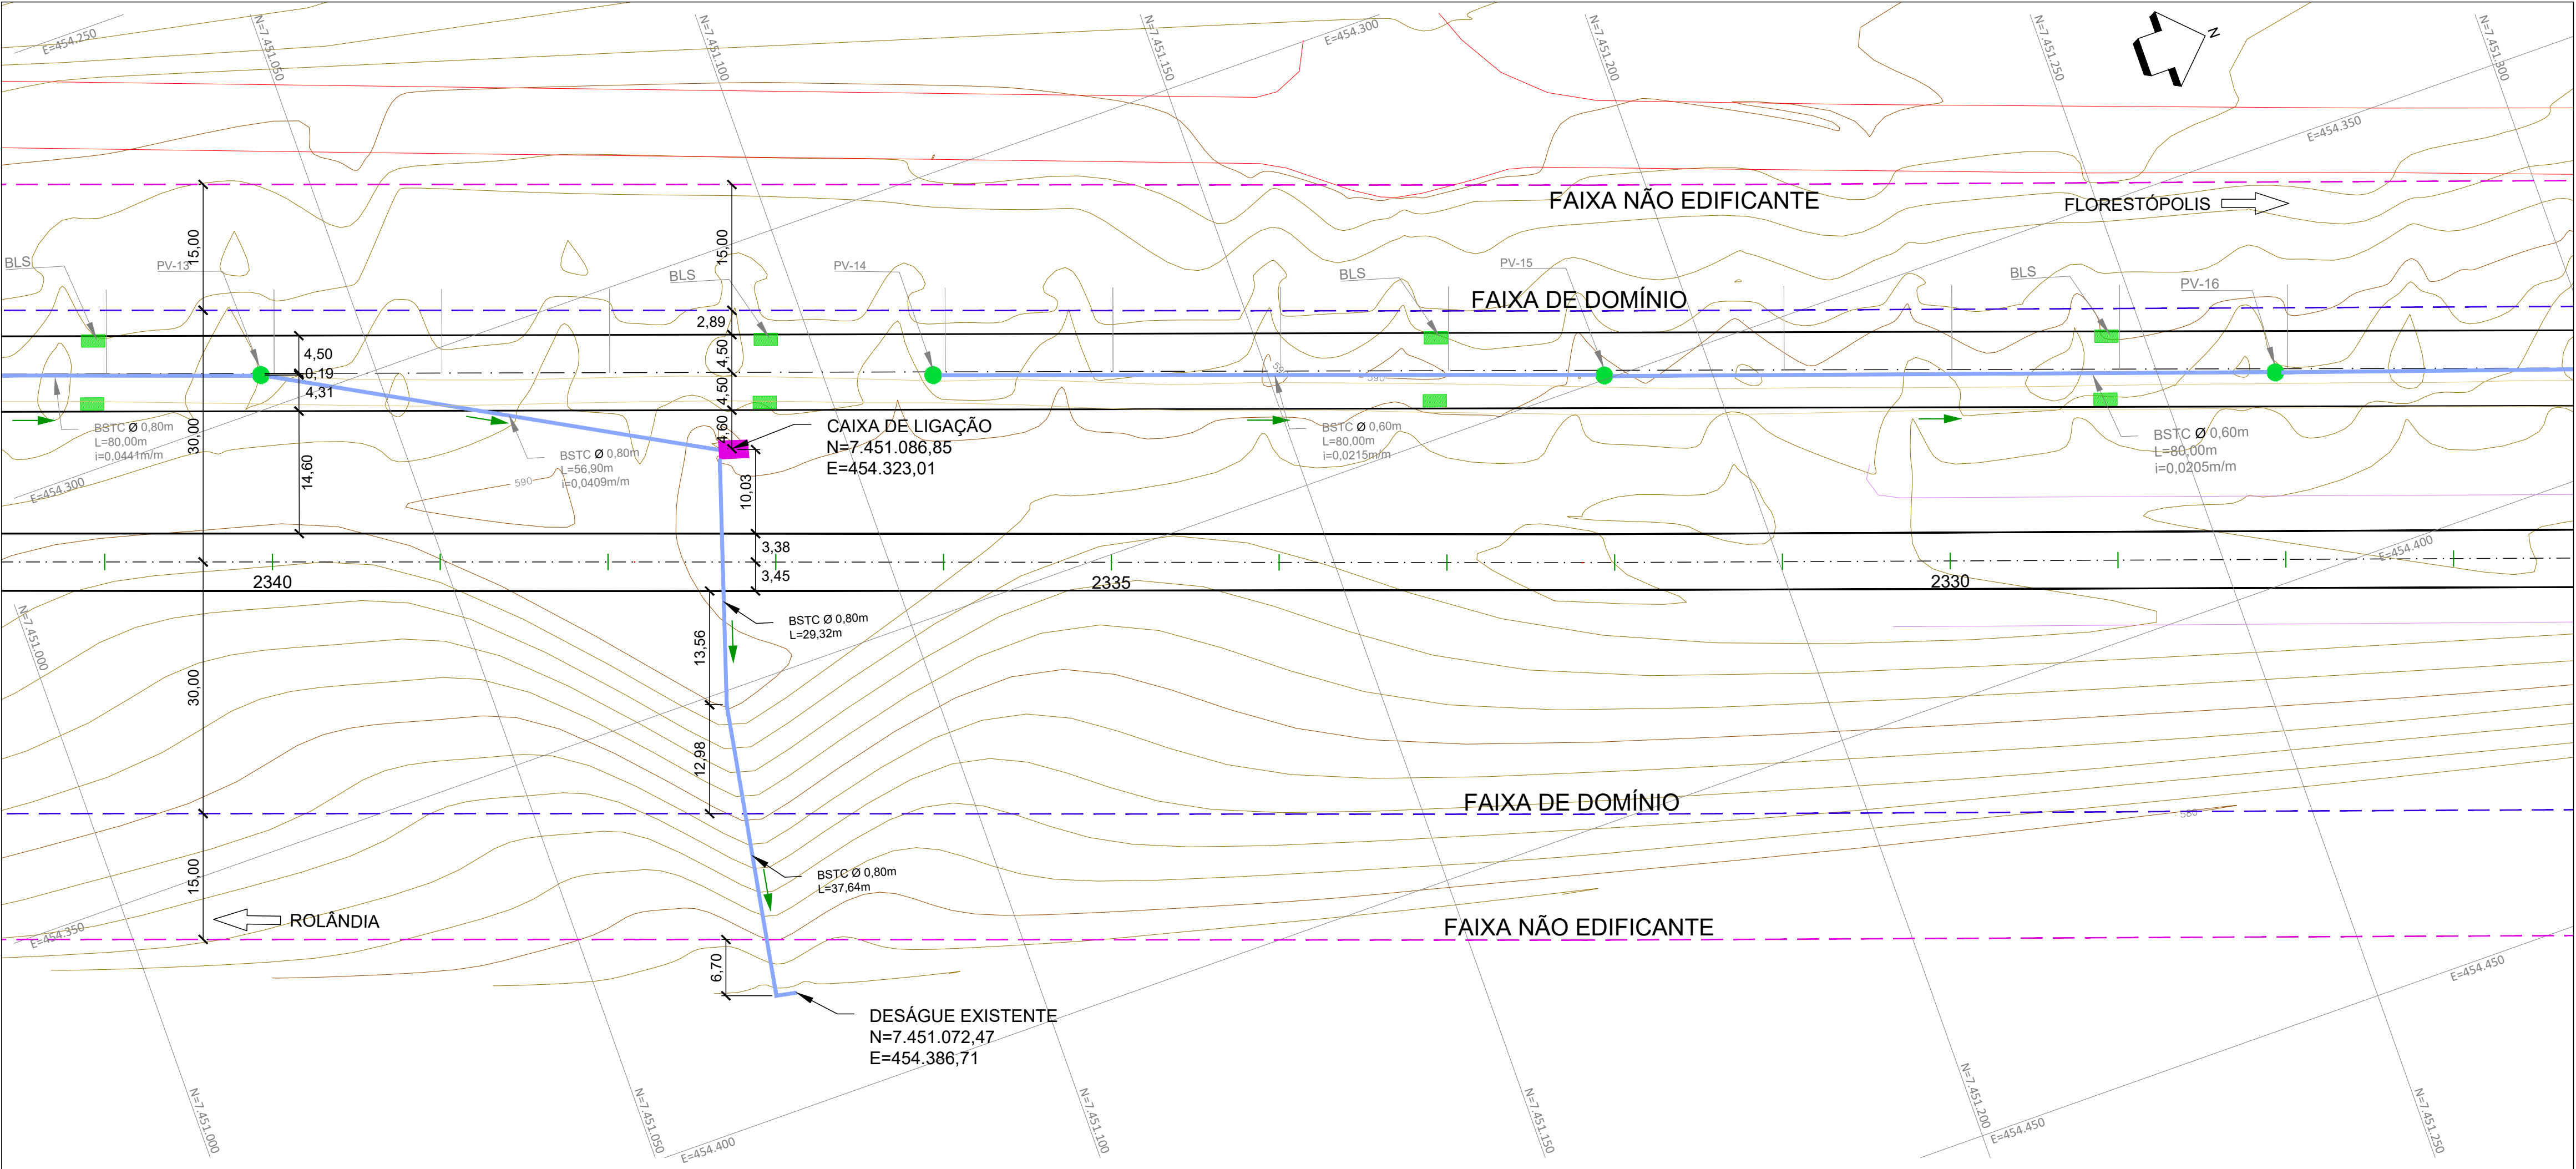 E=454.250
N=7.451.050
N=7.451.100
E=454.300
N=7.451.150
N=7.451.200
N=7.451.250
N
N=7.451.300
E=454.350
FAIXA NÃO EDIFICANTE
FLORESTÓPOLIS
15,00
15,00
BLS
PV-13
BLS
PV-14
BLS
PV-15
BLS
PV-16
FAIXA DE DOMÍNIO
2,89
4,50
0,19
4,31
4,50
4,50
4,60
590
BSTC Ø 0,80m
L=80,00m
i=0,0441m/m
30,00
14,60
E=454.300
590
BSTC Ø 0,80m
L=56,90m
i=0,0409m/m
CAIXA DE LIGAÇÃO
N=7.451.086,85
E=454.323,01
BSTC Ø 0,60m
L=80,00m
i=0,0215m/m
BSTC Ø 0,60m
L=80,00m
i=0,0205m/m
10,03
3,38
3,45
E=454.400
2340
2335
2330
N=7.451.000
BSTC Ø 0,80m
L=29,32m
13,56
30,00
12,98
FAIXA DE DOMÍNIO
580
15,00
BSTC Ø 0,80m
L=37,64m
ROLÂNDIA
E=454.350
FAIXA NÃO EDIFICANTE
6,70
E=454.450
DESÁGUE EXISTENTE
N=7.451.072,47
E=454.386,71
N=7.451.000
N=7.451.050
E=454.400
N=7.451.100
N=7.451.150
N=7.451.200
E=454.450
N=7.451.250